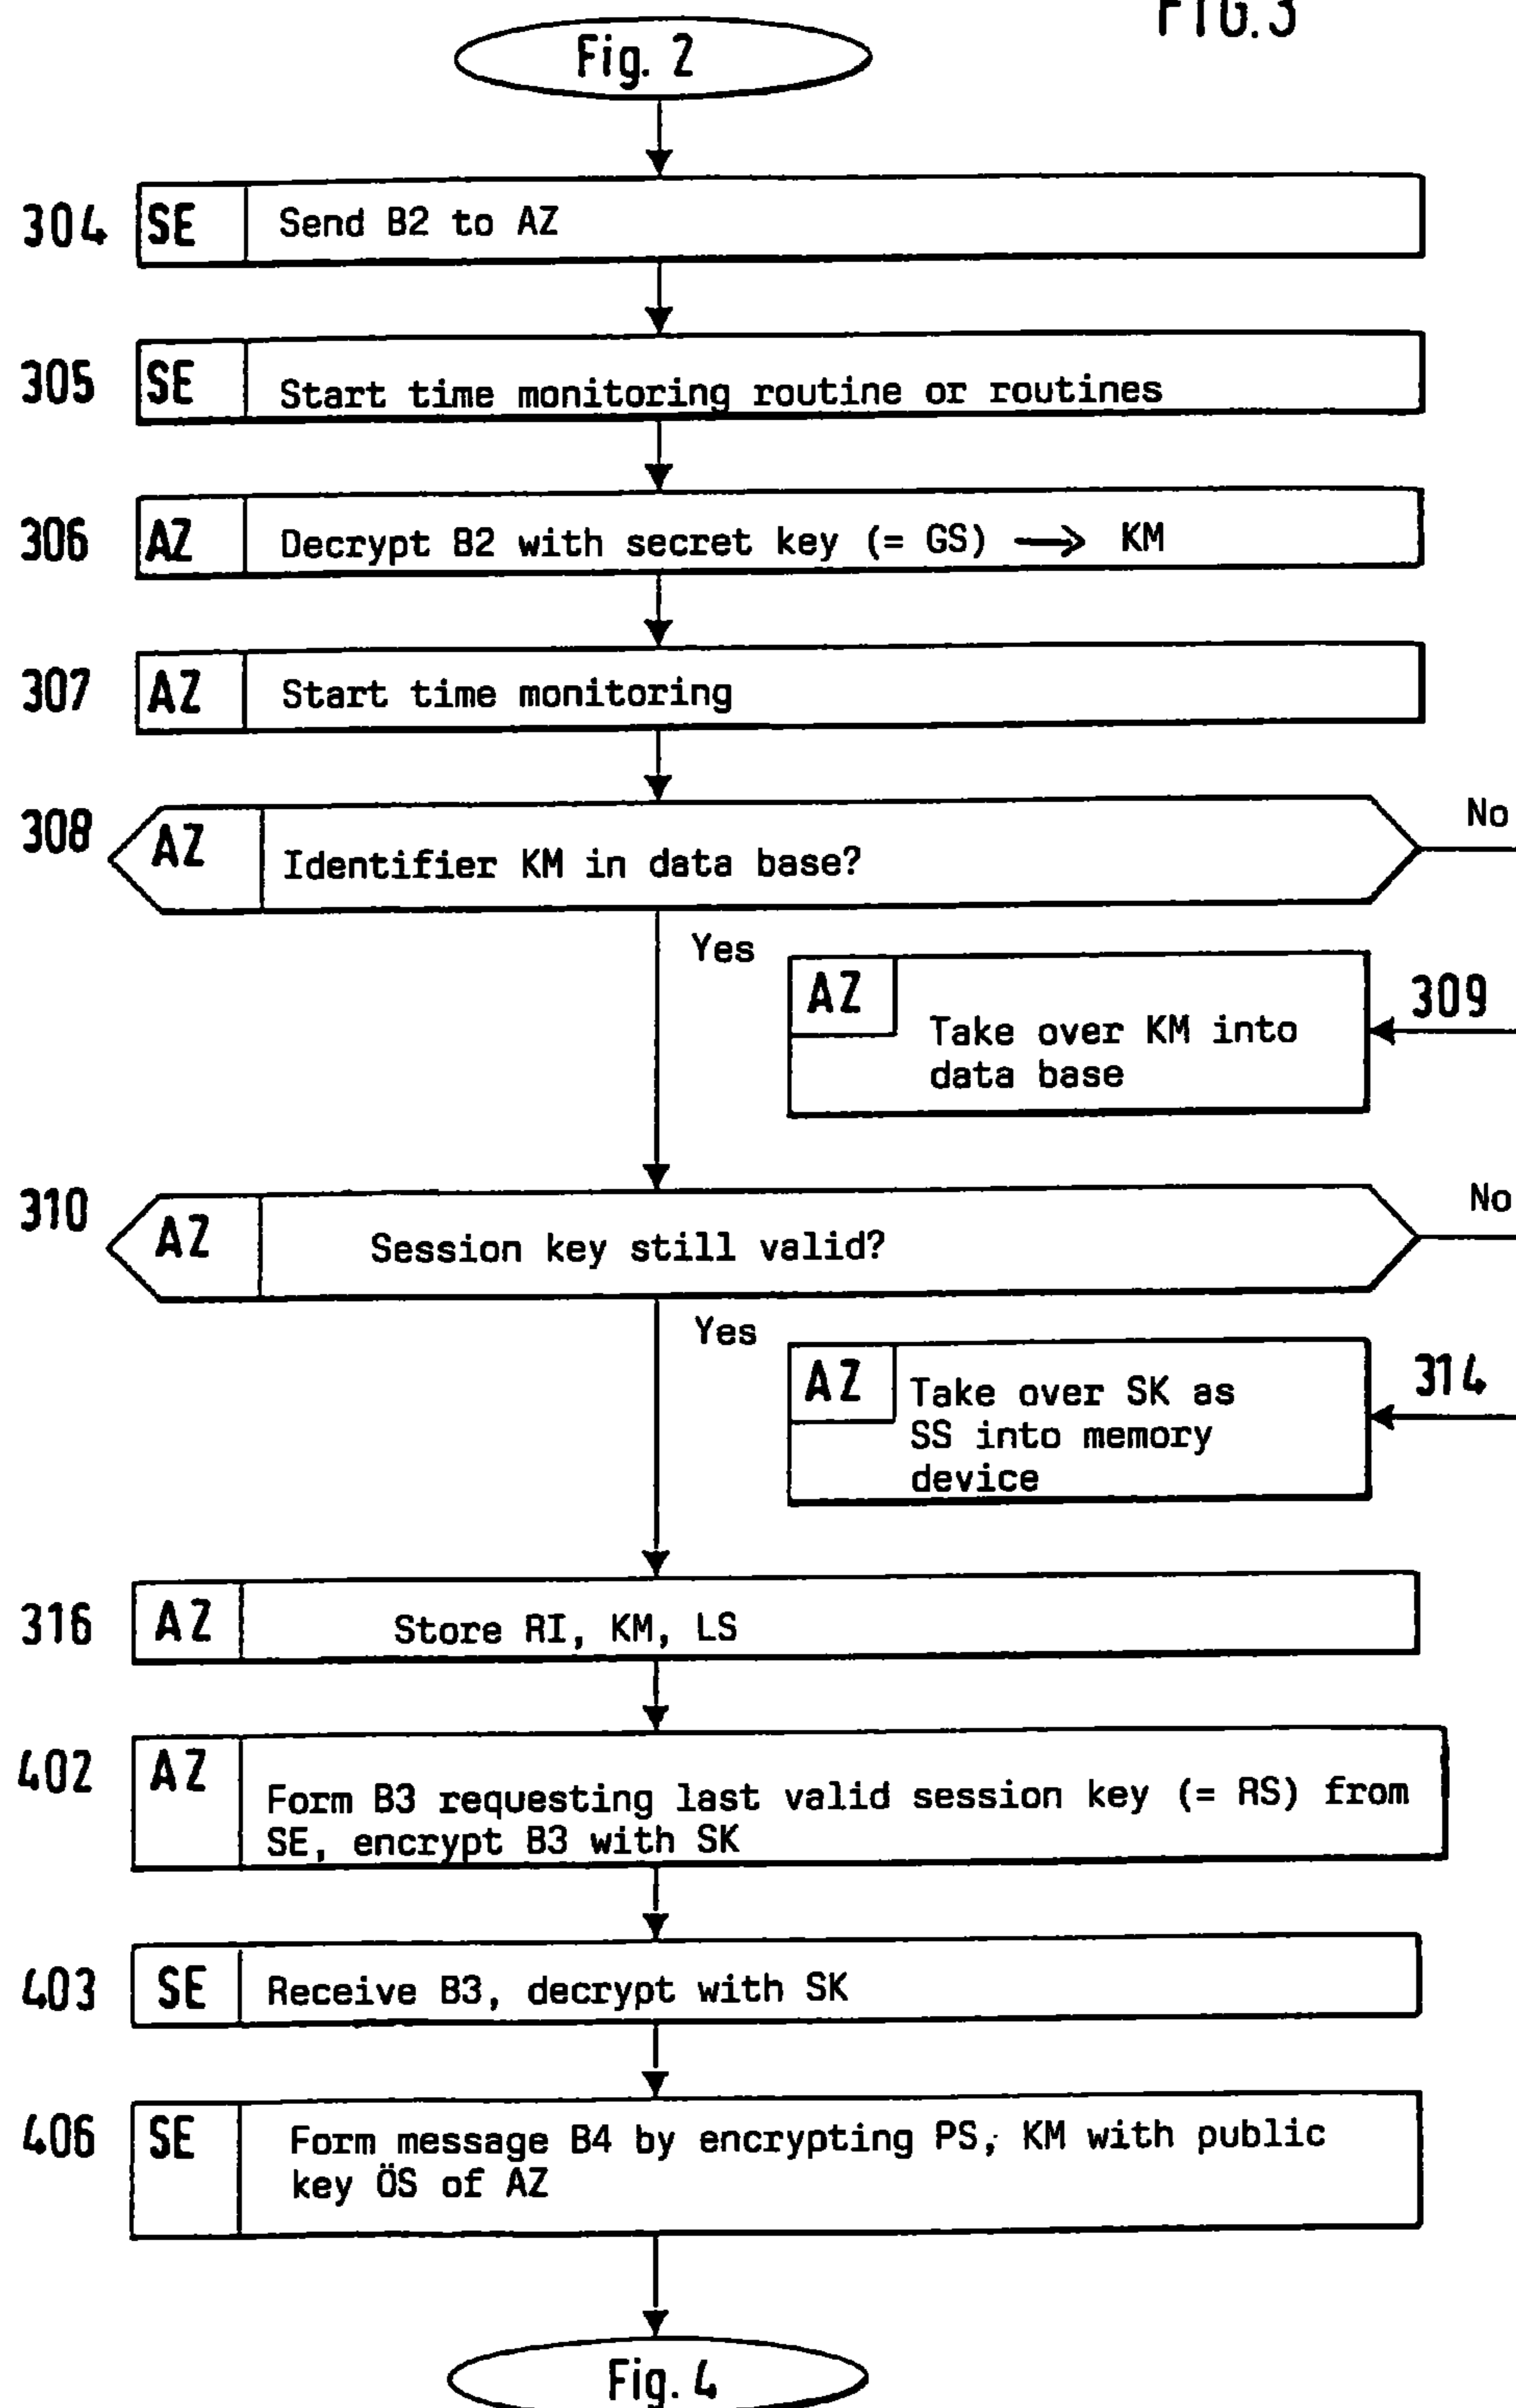 FIG.3
Fig. 2
304 SE Send B2 to AZ
305 SE Start time monitoring routine or routines
306 AZ Decrypt B2 with secret key (= GS) → KM
307 AZ Start time monitoring
308 AZ Identifier KM in data base?
No
Yes
309
AZ
Take over KM into
data base
310 AZ Session key still valid?
No
Yes
314
AZ
Take over SK as
SS into memory
device
316 AZ Store RI, KM, LS
402 AZ
Form B3 requesting last valid session key (= RS) from
SE, encrypt B3 with SK
403 SE Receive B3, decrypt with SK
406 SE Form message B4 by encrypting PS, KM with public
key ÖS of AZ
Fig. 4